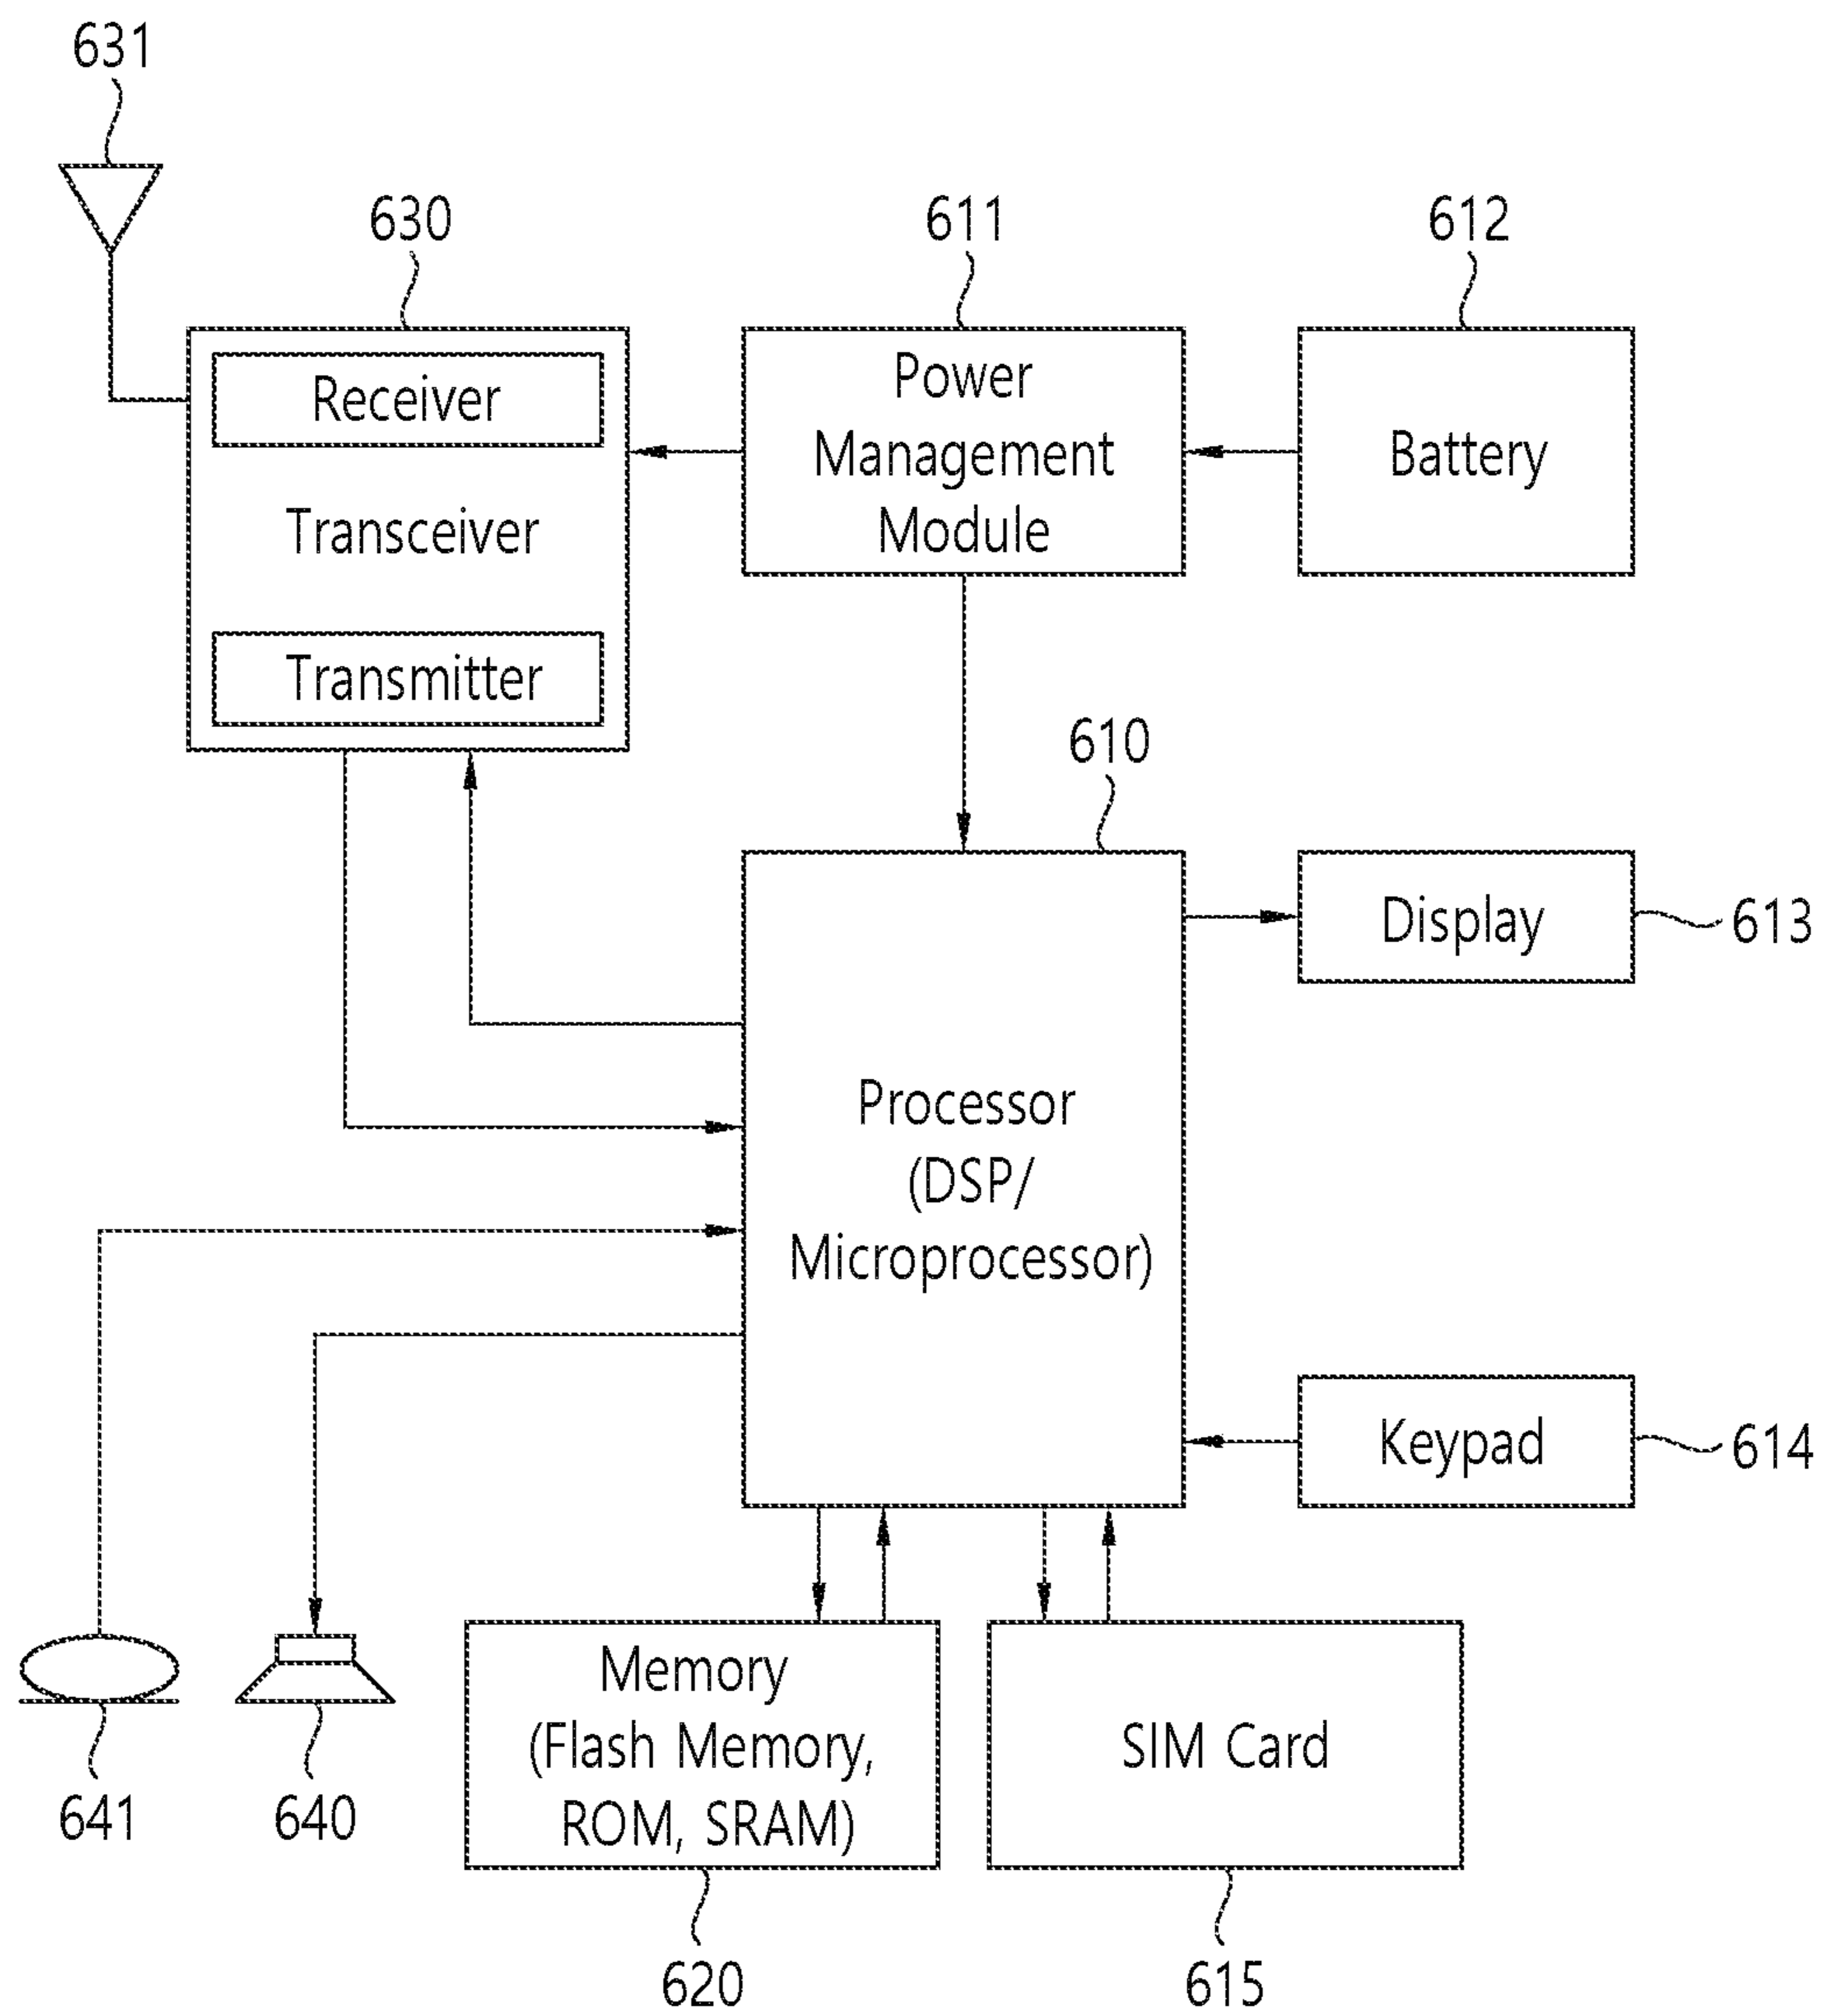 631
630
611
612
Receiver
Transceiver
Transmitter
Power
Management
Module
Battery
610
Display
613
Processor
(DSP/
Microprocessor)
Keypad
614
Memory
(Flash Memory,
ROM, SRAM)
SIM Card
641
640
620
615